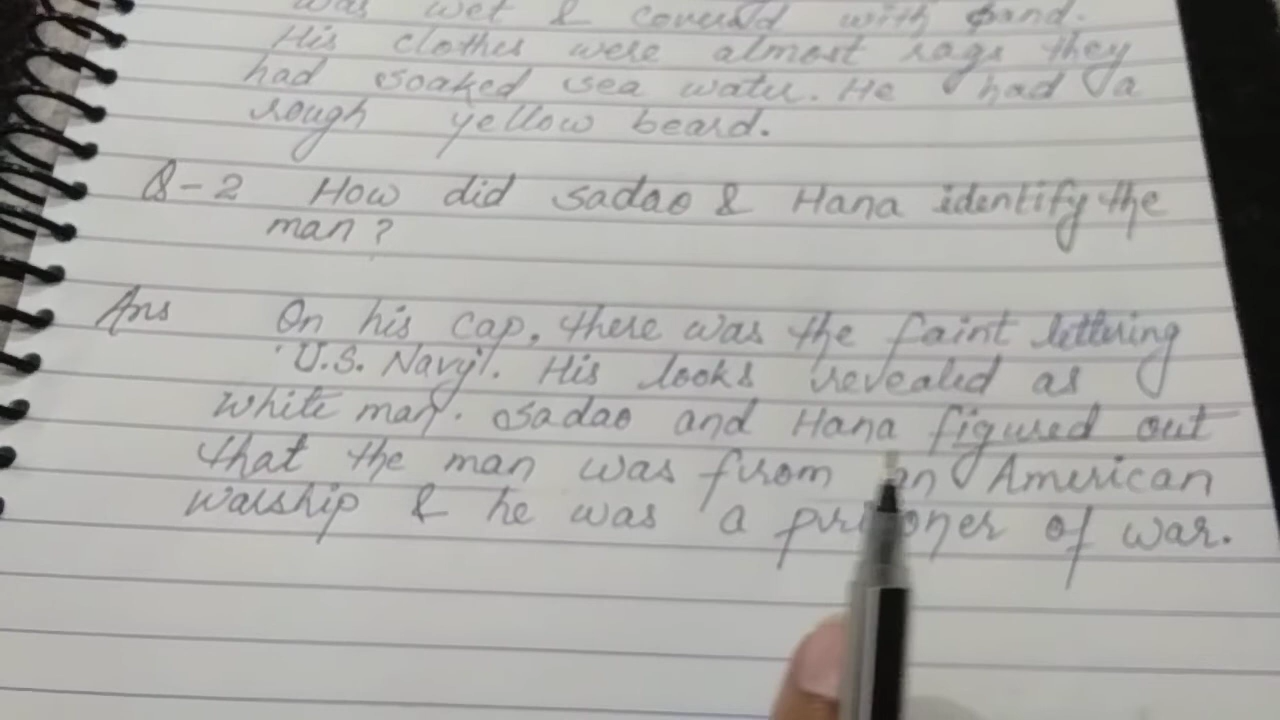 was wet & covered with sand.
His clothes were almost rags they
had soaked sea water. He had a
rough yellow beard.
Q-2 How did Sadao & Hana identify the
man?
Ans On his cap, there was the faint lettering
'U.S. Navy'. His looks revealed as
white man. Sadao and Hana figured out
that the man was from an American
warship & he was a prisoner of war.